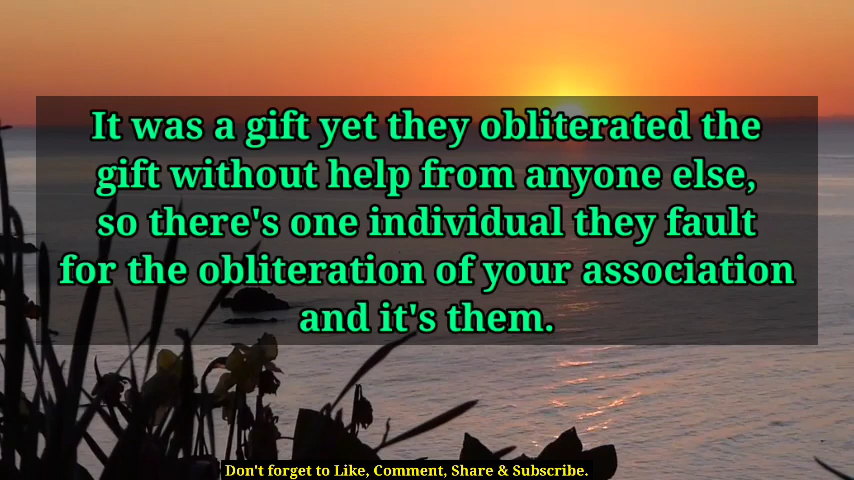 It was a gift yet they obliterated the
gift without help from anyone else,
so there's one individual they fault
for the obliteration of your association
and it's them.
Don't forget to Like, Comment, Share & Subscribe.